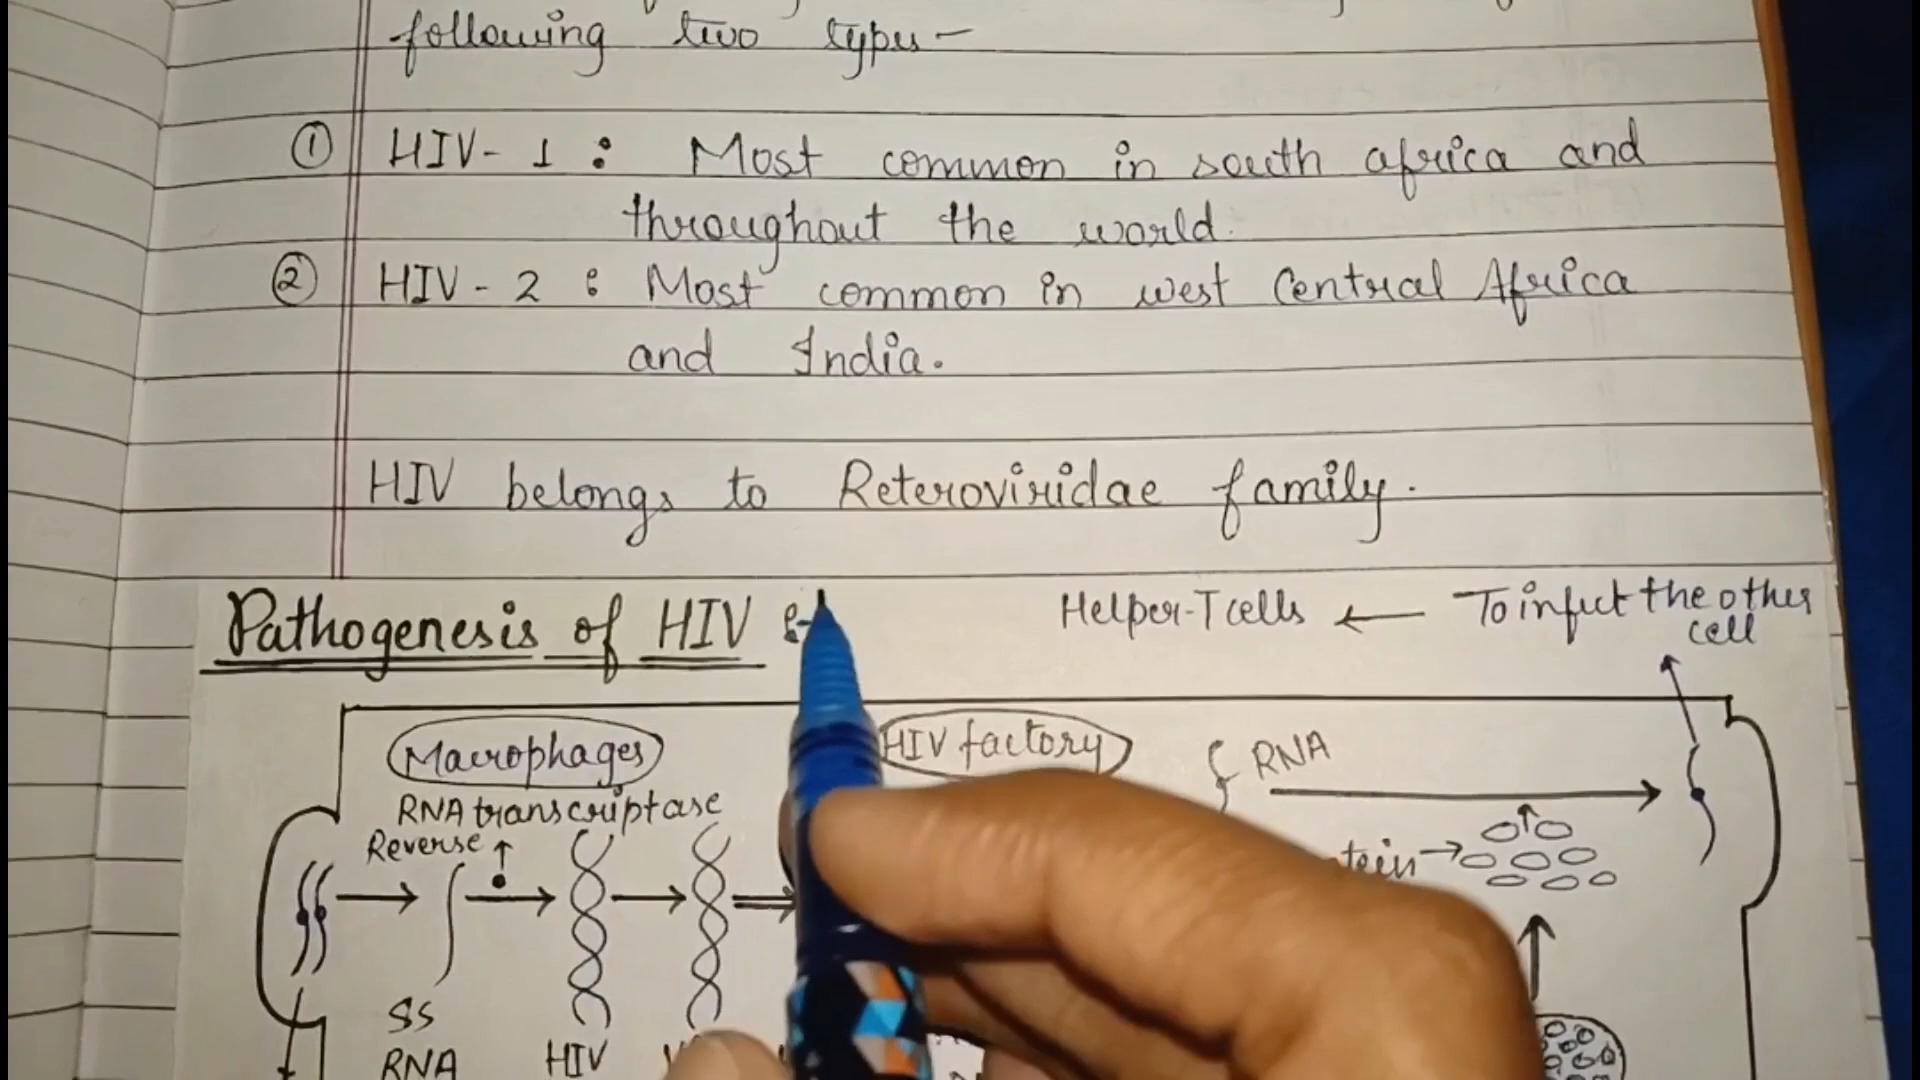 following two types-
① HIV- 1 : Most common in south africa and
throughout the world.
② HIV - 2 : Most common in west Central Africa
and India.
HIV belongs to Reteroviridae family.
Pathogenesis of HIV :-
Helper-T cells ← To infect the other
cell
Macrophages
HIV factory
RNA
RNA transcriptase
Reverse
SS
RNA
HIV